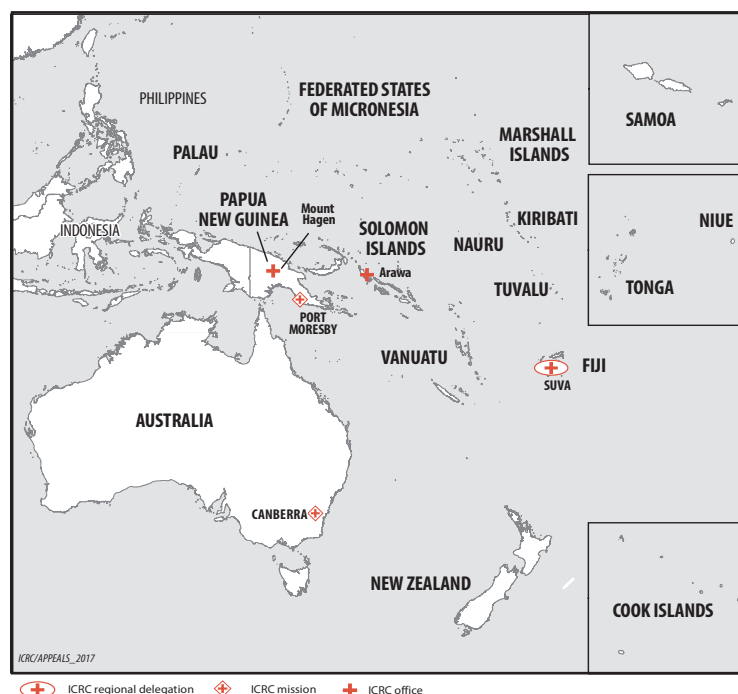 PHILIPPINES
FEDERATED STATES
OF MICRONESIA
SAMOA
MARSHALL
ISLANDS
PALAU
PAPUA
NEW GUINEA
Mount
Hagen
KIRIBATI
NIUE
INDONESIA
SOLOMON
ISLANDS
NAURU
Arawa
TUVALU
TONGA
PORT
MORESBY
VANUATU
FIJI
SUVA
AUSTRALIA
CANBERRA
NEW ZEALAND
COOK ISLANDS
ICRC/APPEALS_2017
ICRC regional delegation ICRC mission ICRC office